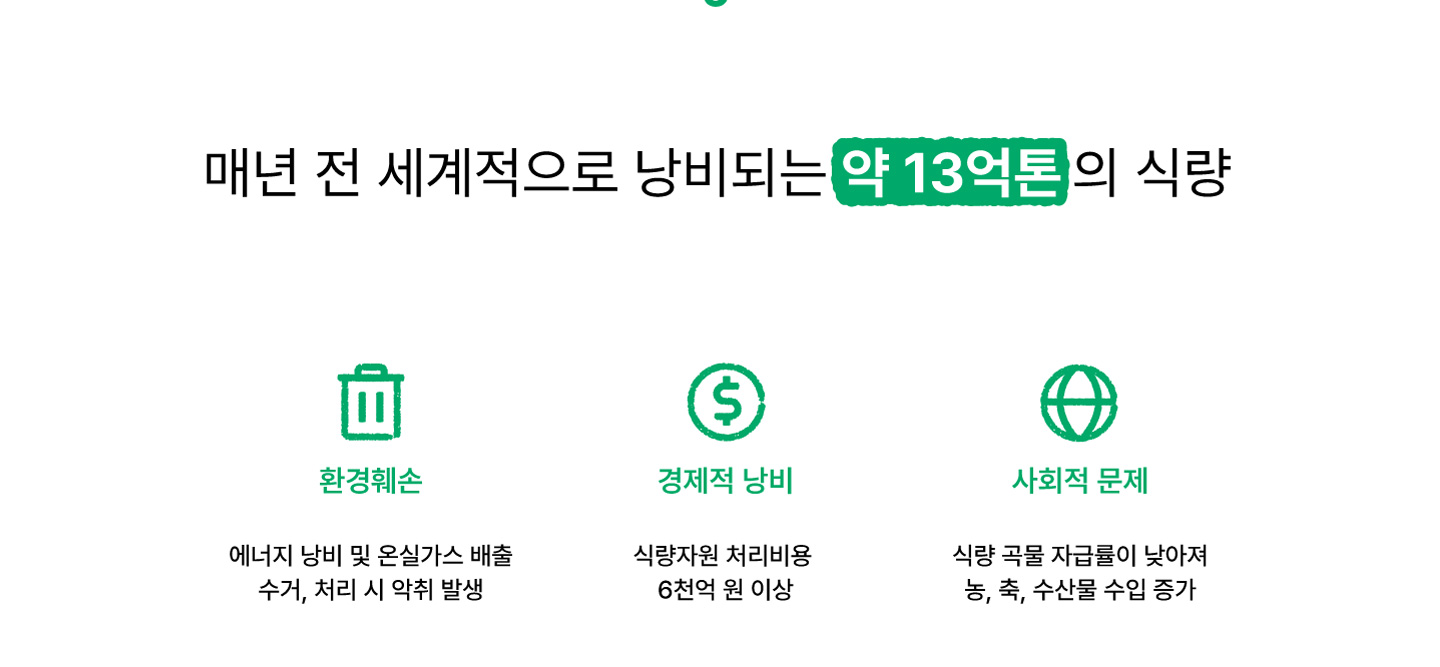 매년 전 세계적으로 낭비되는 약 13억톤의 식량
환경훼손
에너지 낭비 및 온실가스 배출
수거, 처리 시 악취 발생
경제적 낭비
식량자원 처리비용
6천억 원 이상
사회적 문제
식량 곡물 자급률이 낮아져
농, 축, 수산물 수입 증가